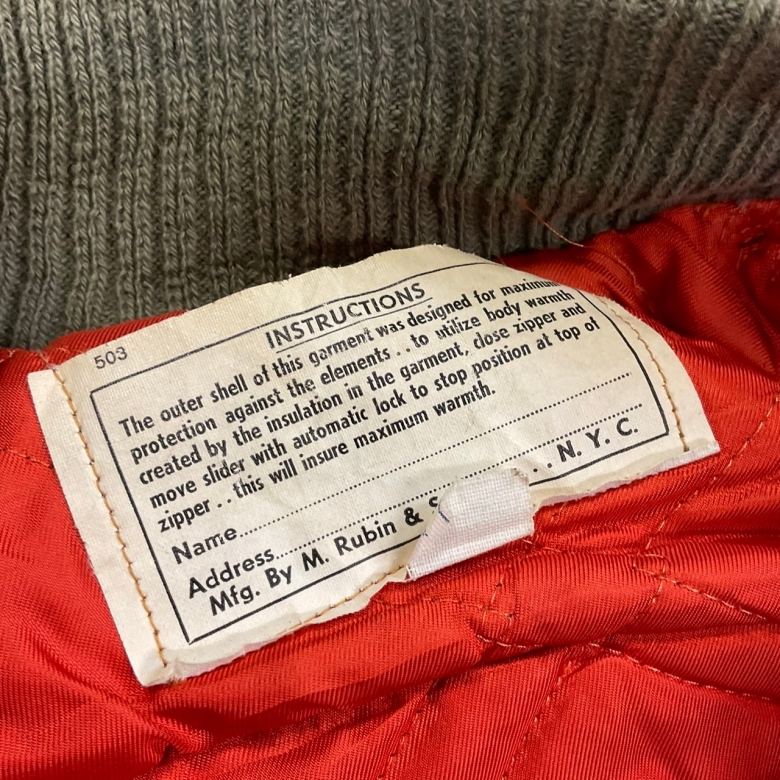 503
INSTRUCTIONS
The outer shell of this garment was designed for maximum
protection against the elements . . to utilize body warmth
created by the insulation in the garment, close zipper and
move slider with automatic lock to stop position at top of
zipper . . this will insure maximum warmth.
Name
Address
Mfg. By M. Rubin & . . N. Y. C.